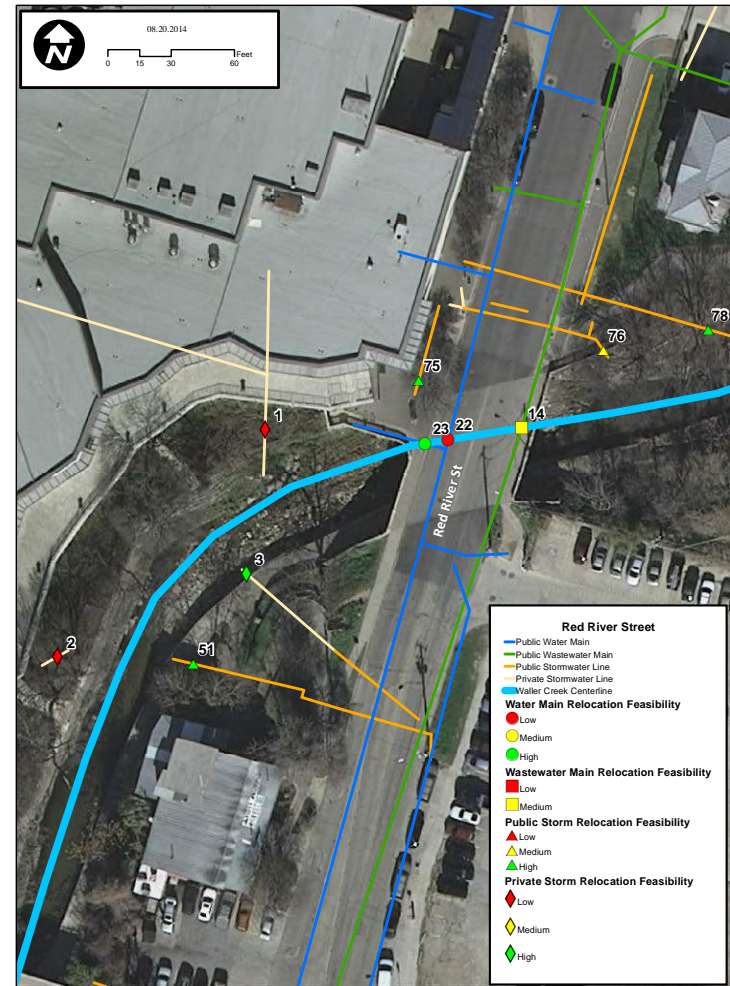 08.20.2014
N
Feet
0 15 30 60
78
76
75
14
1
23 22
Red River St
3
2
51
Red River Street
Public Water Main
Public Wastewater Main
Public Stormwater Line
Private Stormwater Line
Waller Creek Centerline
Water Main Relocation Feasibility
Low
Medium
High
Wastewater Main Relocation Feasibility
Low
Medium
Public Storm Relocation Feasibility
Low
Medium
High
Private Storm Relocation Feasibility
Low
Medium
High